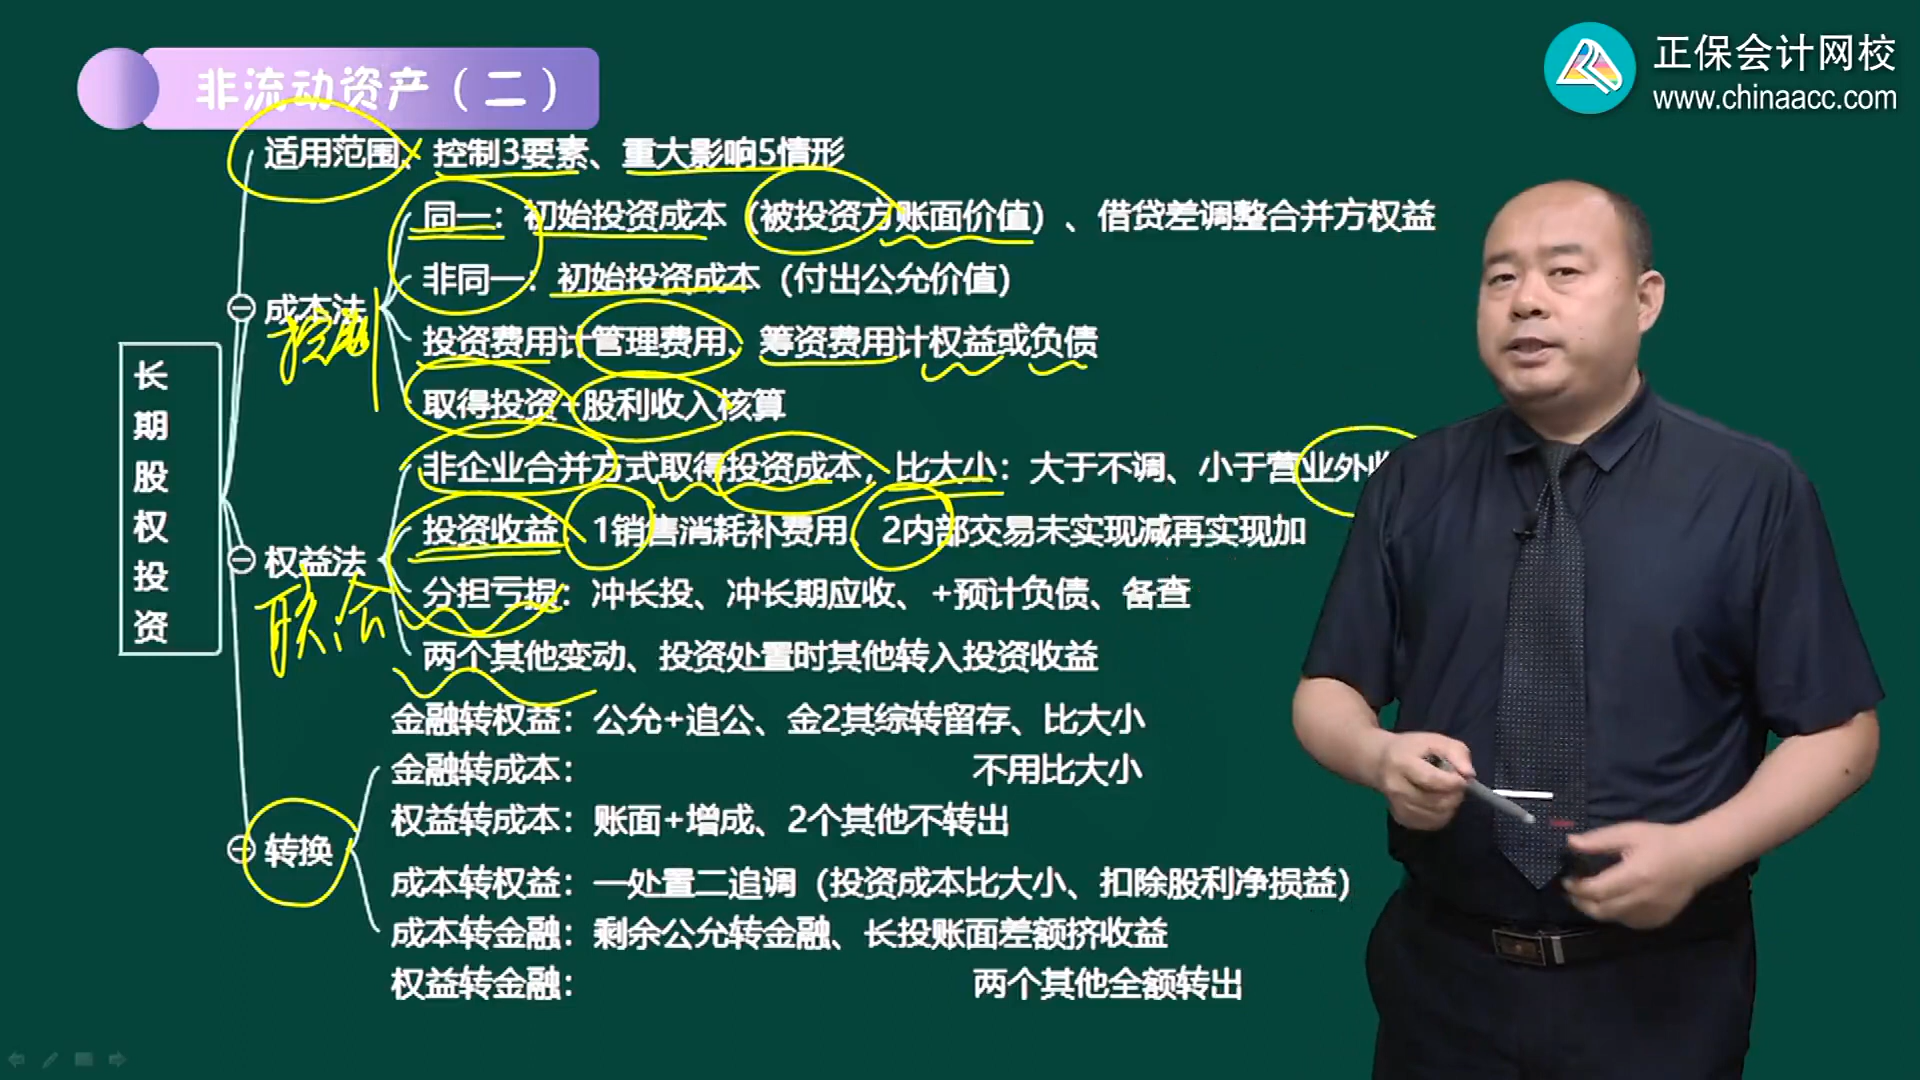 非流动资产（二）
正保会计网校
www.chinaacc.com
长期股权投资
适用范围、控制3要素、重大影响5情形
成本法
控制
同一：初始投资成本（被投资方账面价值）、借贷差调整合并方权益
非同一：初始投资成本（付出公允价值）
投资费用计管理费用、筹资费用计权益或负债
取得投资+股利收入核算
权益法
联合
非企业合并方式取得投资成本，比大小：大于不调、小于营业外收
投资收益：1销售消耗补费用、2内部交易未实现减再实现加
分担亏损：冲长投、冲长期应收、+预计负债、备查
两个其他变动、投资处置时其他转入投资收益
转换
金融转权益：公允+追公、金2其综转留存、比大小
金融转成本： 不用比大小
权益转成本：账面+增成、2个其他不转出
成本转权益：一处置二追调（投资成本比大小、扣除股利净损益）
成本转金融：剩余公允转金融、长投账面差额挤收益
权益转金融： 两个其他全额转出